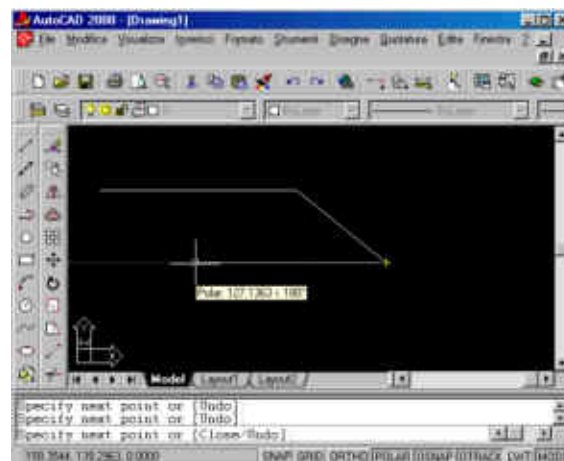 AutoCAD 2000 - [Drawing1]
File Modifica Visualizza Formato Strumenti Disegna Quotatura Edita Finestre ?
Polar: 127.1363 < 180°
Model Layout1 Layout2
Specify next point or [Undo]:
Specify next point or [Undo]:
Specify next point or [Close/Undo]:
SNAP GRID ORTHO POLAR OSNAP OTRACK LWT MODEL